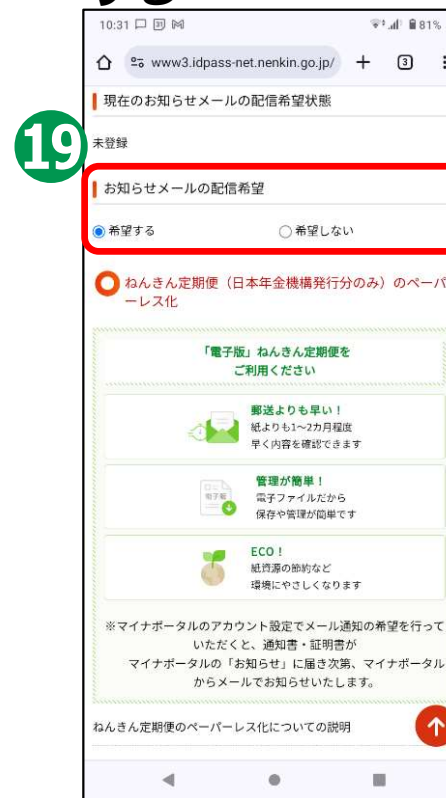 10:31
81%
www3.idpass-net.nenkin.go.jp/
3
現在のお知らせメールの配信希望状態
19
未登録
お知らせメールの配信希望
希望する
希望しない
ねんきん定期便（日本年金機構発行分のみ）のペーパ
ーレス化
「電子版」ねんきん定期便を
ご利用ください
郵送よりも早い！
紙よりも1〜2カ月程度
早く内容を確認できます
管理が簡単！
電子ファイルだから
保存や管理が簡単です
電子版
ECO！
紙資源の節約など
環境にやさしくなります
※マイナポータルのアカウント設定でメール通知の希望を行って
いただくと、通知書・証明書が
マイナポータルの「お知らせ」に届き次第、マイナポータル
からメールでお知らせいたします。
ねんきん定期便のペーパーレス化についての説明